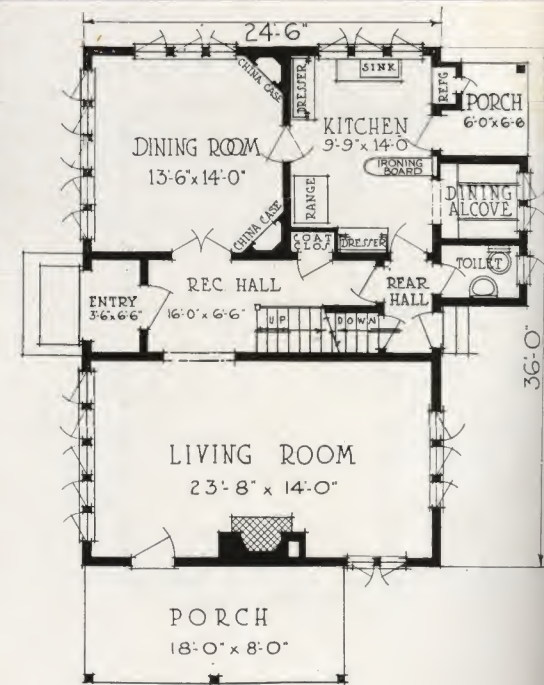 24'-6"
CHINA CASE
DRESSER
SINK
REFG
PORCH
6'-0"x6-6
DINING ROOM
13'-6"x14'-0"
KITCHEN
9'-9"x14'-0
IRONING
BOARD
DINING
ALCOVE
RANGE
CHINA CASE
COAT
CLOS
DRESSER
TOILET
REC HALL
16'-0"x6'-6"
REAR
HALL
ENTRY
3'-6"x6'-6"
UP
DOWN
36'-0"
LIVING ROOM
23'-8" x 14'-0"
PORCH
18'-0"x8'-0"